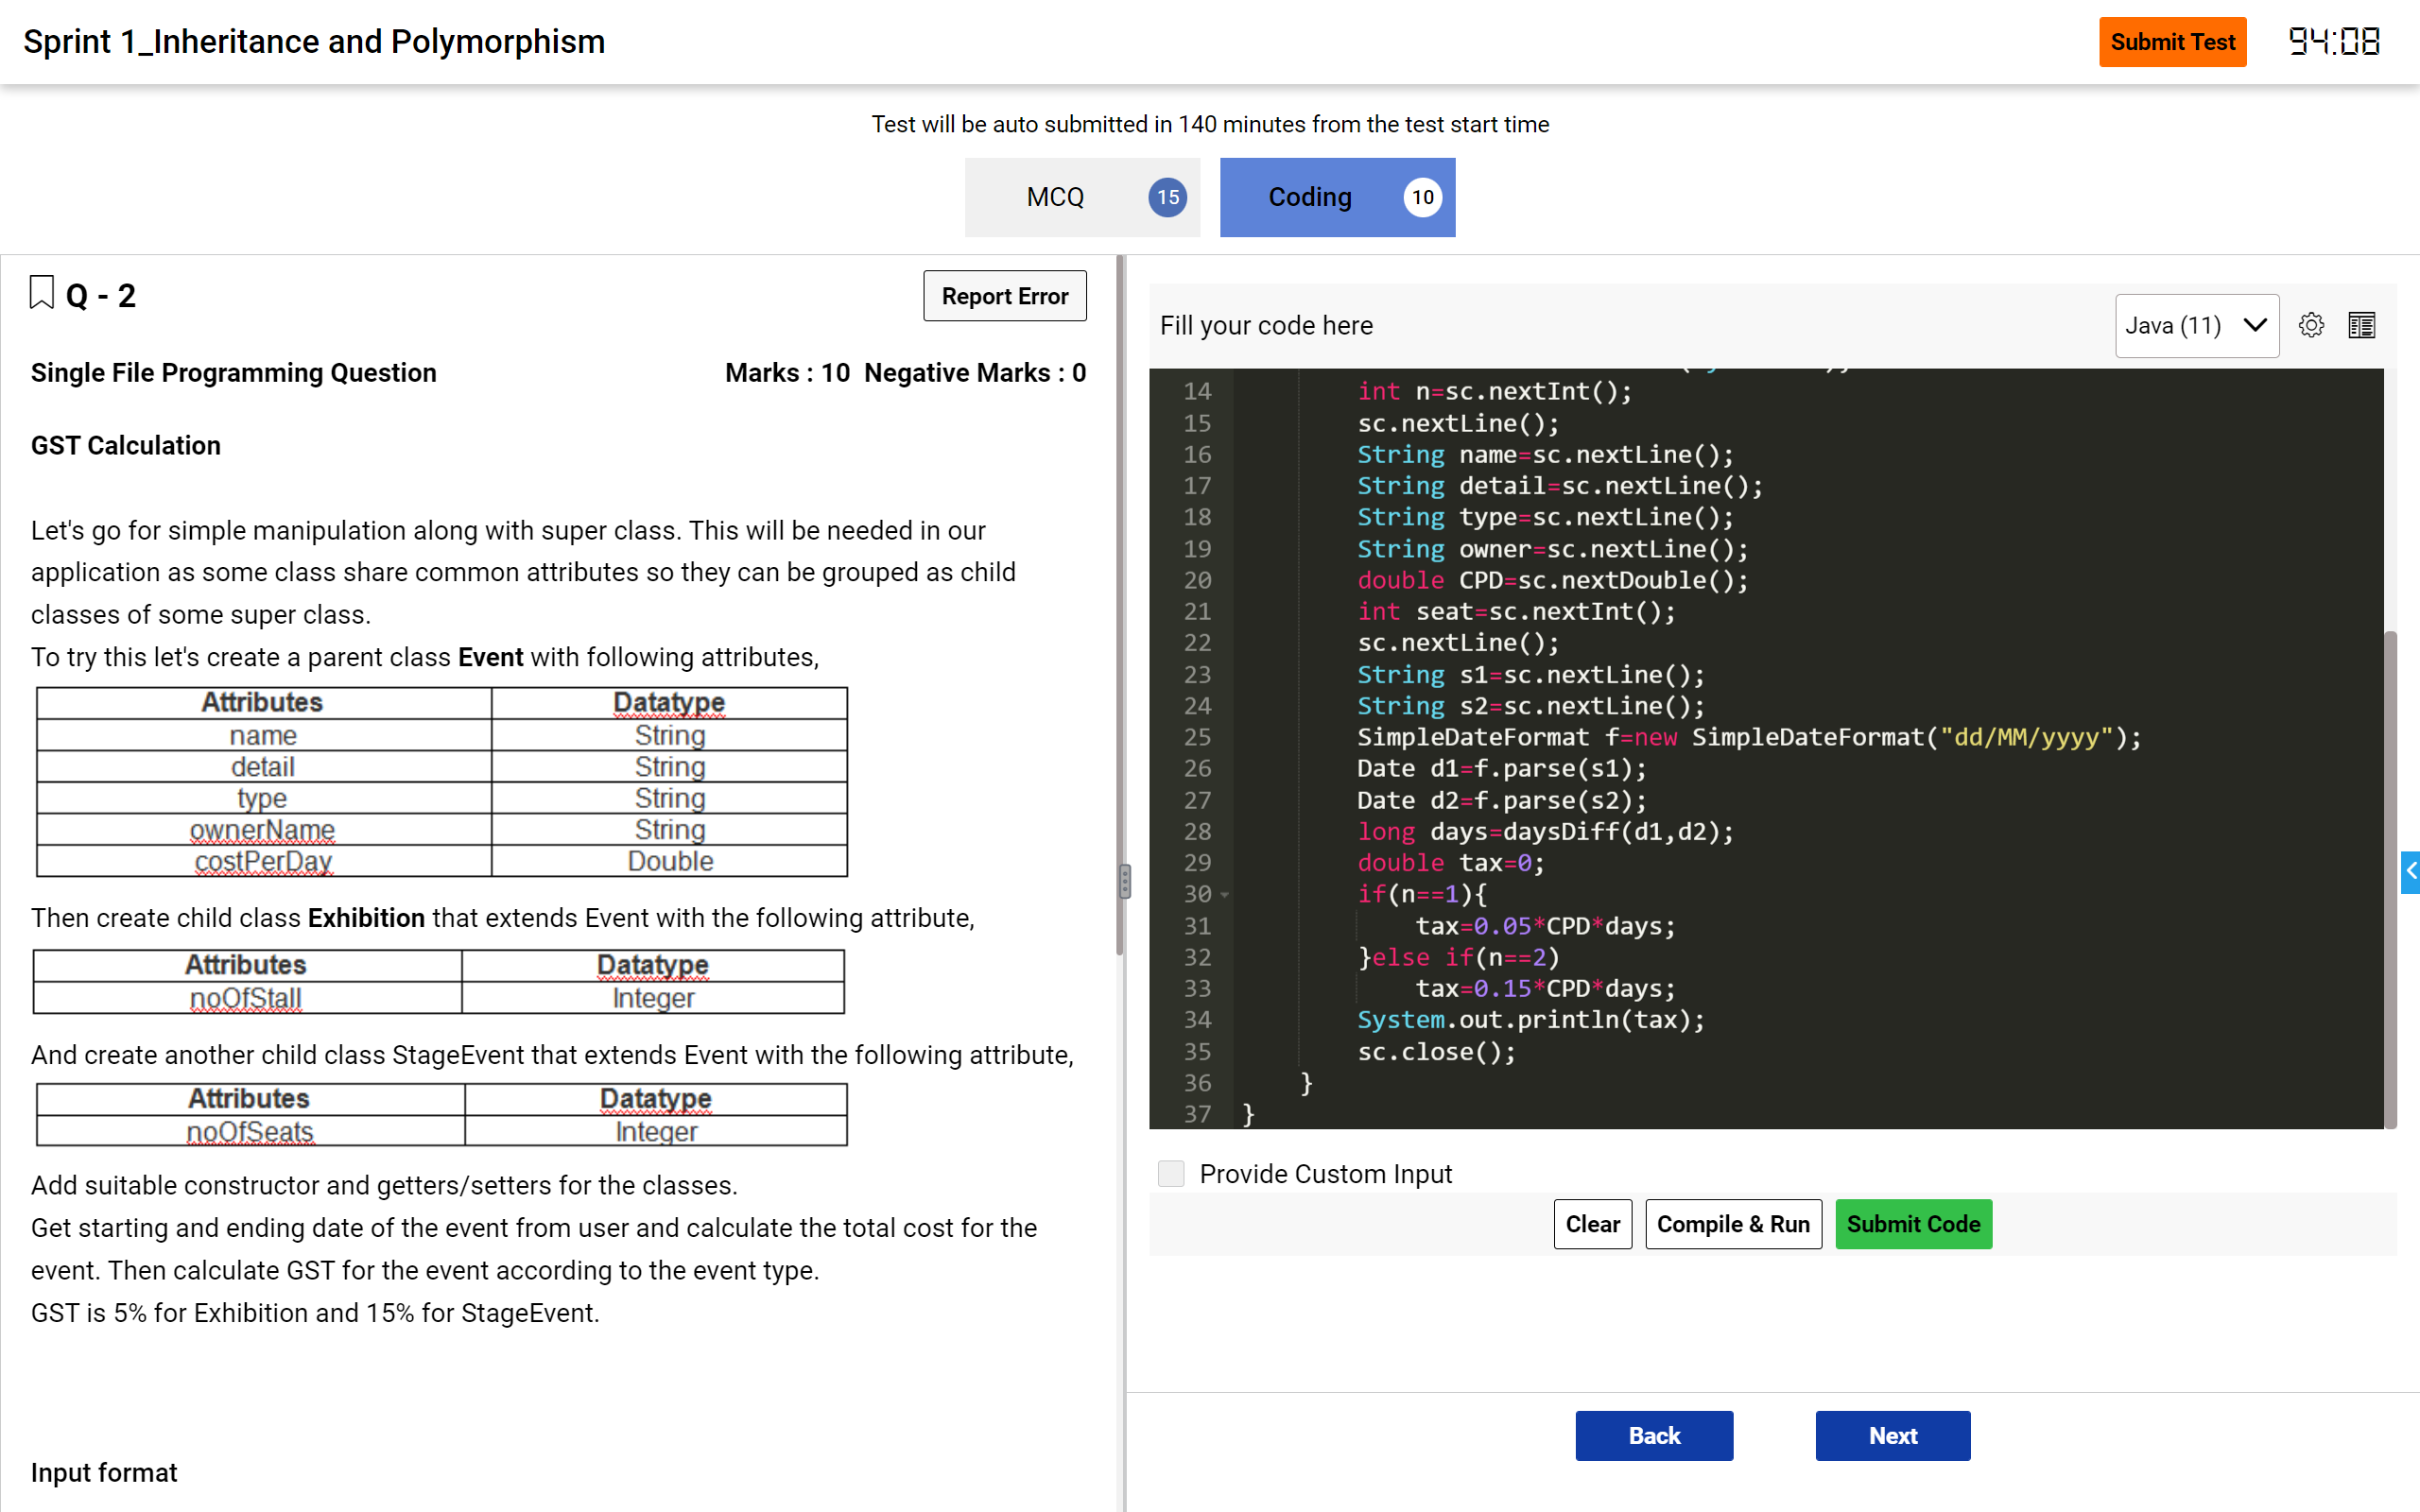 Sprint 1_Inheritance and Polymorphism
Submit Test
94:08
Test will be auto submitted in 140 minutes from the test start time
MCQ 15
Coding 10
Q - 2
Report Error
Single File Programming Question
Marks : 10 Negative Marks : 0
GST Calculation
Let's go for simple manipulation along with super class. This will be needed in our
application as some class share common attributes so they can be grouped as child
classes of some super class.
To try this let's create a parent class Event with following attributes,
Attributes Datatype
name String
detail String
type String
ownerName String
costPerDay Double
Then create child class Exhibition that extends Event with the following attribute,
Attributes Datatype
noOfStall Integer
And create another child class StageEvent that extends Event with the following attribute,
Attributes Datatype
noOfSeats Integer
Add suitable constructor and getters/setters for the classes.
Get starting and ending date of the event from user and calculate the total cost for the
event. Then calculate GST for the event according to the event type.
GST is 5% for Exhibition and 15% for StageEvent.
Input format
Fill your code here
Java (11)
14 int n=sc.nextInt();
15 sc.nextLine();
16 String name=sc.nextLine();
17 String detail=sc.nextLine();
18 String type=sc.nextLine();
19 String owner=sc.nextLine();
20 double CPD=sc.nextDouble();
21 int seat=sc.nextInt();
22 sc.nextLine();
23 String s1=sc.nextLine();
24 String s2=sc.nextLine();
25 SimpleDateFormat f=new SimpleDateFormat("dd/MM/yyyy");
26 Date d1=f.parse(s1);
27 Date d2=f.parse(s2);
28 long days=daysDiff(d1,d2);
29 double tax=0;
30 if(n==1){
31 tax=0.05*CPD*days;
32 }else if(n==2)
33 tax=0.15*CPD*days;
34 System.out.println(tax);
35 sc.close();
36 }
37 }
Provide Custom Input
Clear
Compile & Run
Submit Code
Back
Next